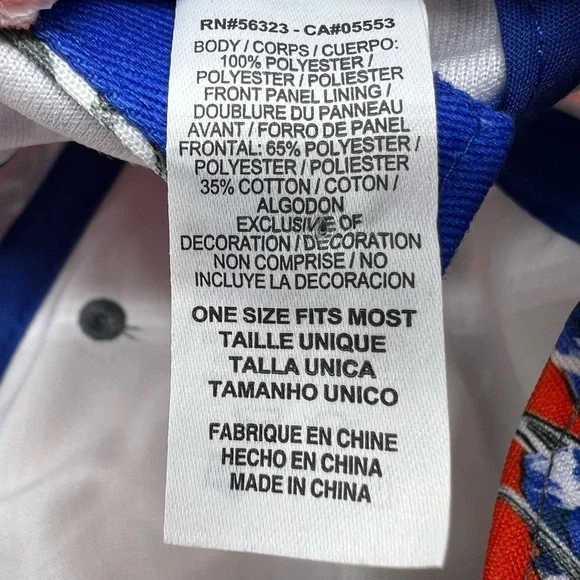 RN#56323 - CA#05553
BODY / CORPS / CUERPO:
100% POLYESTER /
POLYESTER / POLIESTER
FRONT PANEL LINING /
DOUBLURE DU PANNEAU
AVANT / FORRO DE PANEL
FRONTAL: 65% POLYESTER /
POLYESTER / POLIESTER
35% COTTON / COTON /
ALGODON
EXCLUSIVE OF
DECORATION / DECORATION
NON COMPRISE / NO
INCLUYE LA DECORACION
ONE SIZE FITS MOST
TAILLE UNIQUE
TALLA UNICA
TAMANHO UNICO
FABRIQUE EN CHINE
HECHO EN CHINA
MADE IN CHINA